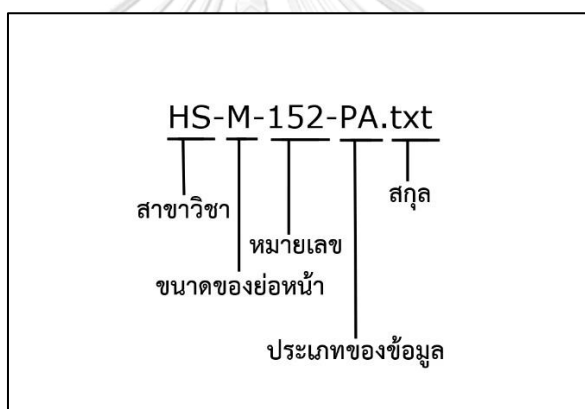 HS-M-152-PA.txt
สาขาวิชา
สกุล
หมายเลข
ขนาดของย่อหน้า
ประเภทของข้อมูล